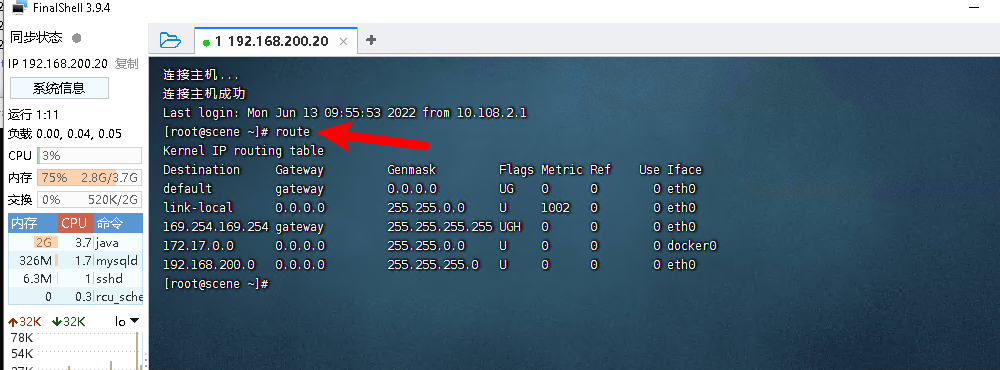 FinalShell 3.9.4
同步状态
IP 192.168.200.20 复制
系统信息
运行 1:11
负载 0.00, 0.04, 0.05
CPU 3%
内存 75% 2.8G/3.7G
交换 0% 520K/2G
内存 CPU 命令
2G 3.7 java
326M 1.7 mysqld
6.3M 1 sshd
0 0.3 rcu_sche
32K 32K lo
78K
54K
1 192.168.200.20 × +
连接主机...
连接主机成功
Last login: Mon Jun 13 09:55:53 2022 from 10.108.2.1
[root@scene ~]# route
Kernel IP routing table
Destination Gateway Genmask Flags Metric Ref Use Iface
default gateway 0.0.0.0 UG 0 0 0 eth0
link-local 0.0.0.0 255.255.0.0 U 1002 0 0 eth0
169.254.169.254 gateway 255.255.255.255 UGH 0 0 0 eth0
172.17.0.0 0.0.0.0 255.255.0.0 U 0 0 0 docker0
192.168.200.0 0.0.0.0 255.255.255.0 U 0 0 0 eth0
[root@scene ~]#